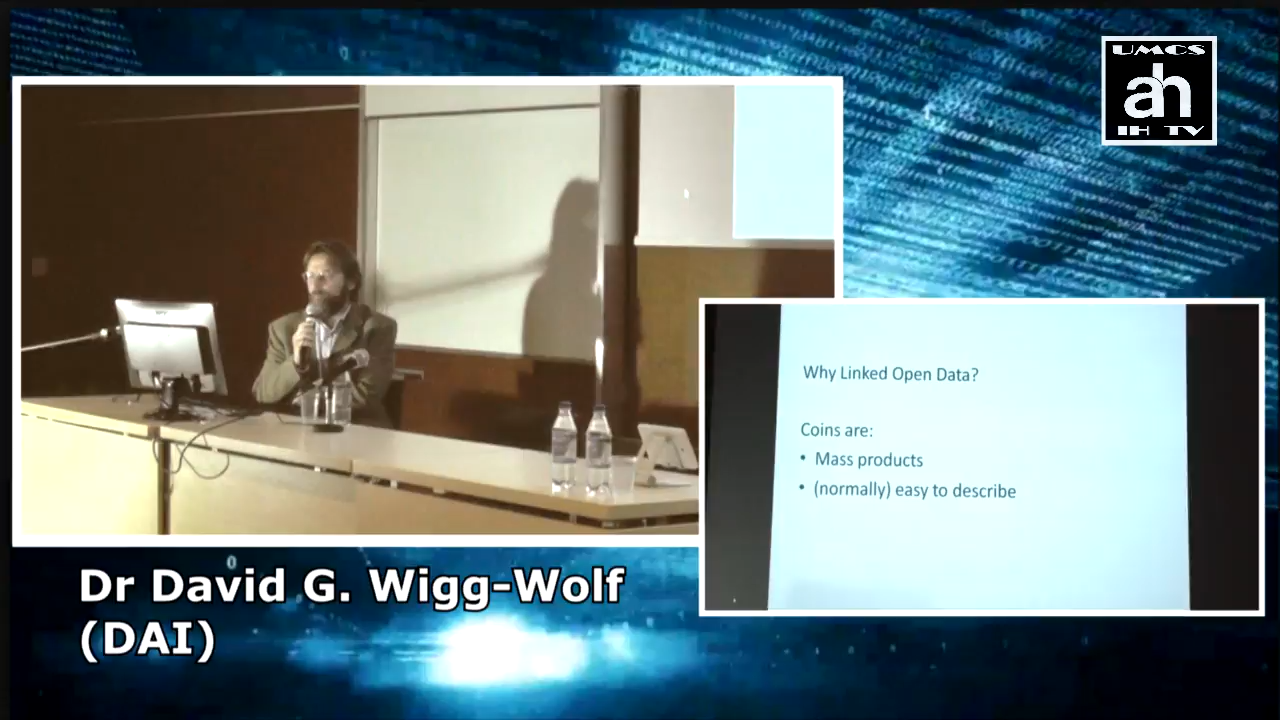 UMCS
ih
IH TV
Why Linked Open Data?
Coins are:
• Mass products
• (normally) easy to describe
Dr David G. Wigg-Wolf
(DAI)